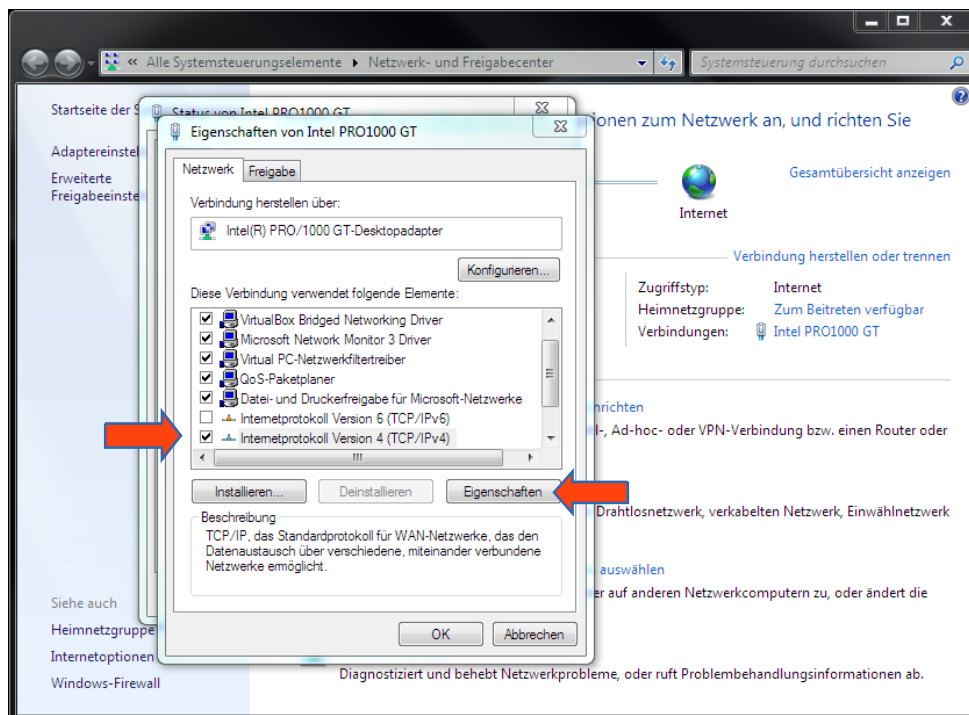 « Alle Systemsteuerungselemente ▸ Netzwerk- und Freigabecenter
Systemsteuerung durchsuchen
Startseite der S
Adaptereinstel
Erweiterte
Freigabeeinste
Siehe auch
Heimnetzgruppe
Internetoptionen
Windows-Firewall
Status von Intel PRO1000 GT
Eigenschaften von Intel PRO1000 GT
Netzwerk
Freigabe
Verbindung herstellen über:
Intel(R) PRO/1000 GT-Desktopadapter
Konfigurieren...
Diese Verbindung verwendet folgende Elemente:
VirtualBox Bridged Networking Driver
Microsoft Network Monitor 3 Driver
Virtual PC-Netzwerkfiltertreiber
QoS-Paketplaner
Datei- und Druckerfreigabe für Microsoft-Netzwerke
Internetprotokoll Version 6 (TCP/IPv6)
Internetprotokoll Version 4 (TCP/IPv4)
Installieren...
Deinstallieren
Eigenschaften
Beschreibung
TCP/IP, das Standardprotokoll für WAN-Netzwerke, das den
Datenaustausch über verschiedene, miteinander verbundene
Netzwerke ermöglicht.
OK
Abbrechen
ionen zum Netzwerk an, und richten Sie
Gesamtübersicht anzeigen
Internet
Verbindung herstellen oder trennen
Zugriffstyp: Internet
Heimnetzgruppe: Zum Beitreten verfügbar
Verbindungen: Intel PRO1000 GT
nrichten
l-, Ad-hoc- oder VPN-Verbindung bzw. einen Router oder
Drahtlosnetzwerk, verkabelten Netzwerk, Einwählnetzwerk
auswählen
er auf anderen Netzwerkcomputern zu, oder ändert die
Diagnostiziert und behebt Netzwerkprobleme, oder ruft Problembehandlungsinformationen ab.